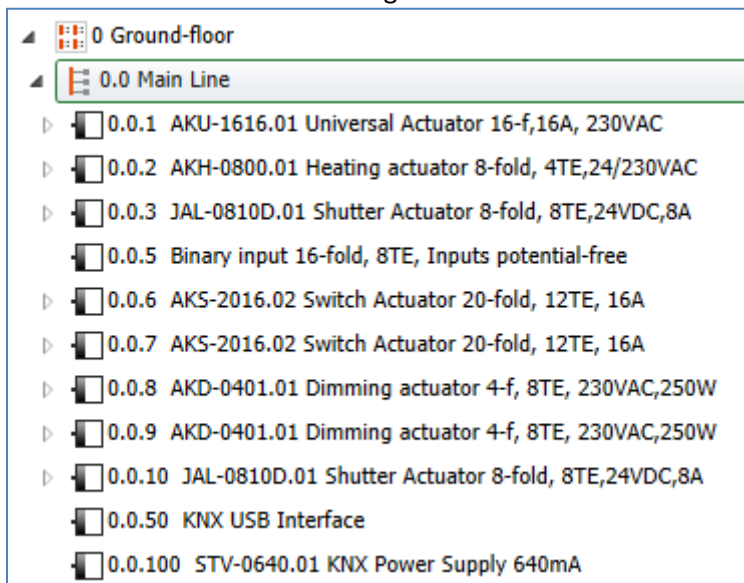 0 Ground-floor
0.0 Main Line
0.0.1 AKU-1616.01 Universal Actuator 16-f,16A, 230VAC
0.0.2 AKH-0800.01 Heating actuator 8-fold, 4TE,24/230VAC
0.0.3 JAL-0810D.01 Shutter Actuator 8-fold, 8TE,24VDC,8A
0.0.5 Binary input 16-fold, 8TE, Inputs potential-free
0.0.6 AKS-2016.02 Switch Actuator 20-fold, 12TE, 16A
0.0.7 AKS-2016.02 Switch Actuator 20-fold, 12TE, 16A
0.0.8 AKD-0401.01 Dimming actuator 4-f, 8TE, 230VAC,250W
0.0.9 AKD-0401.01 Dimming actuator 4-f, 8TE, 230VAC,250W
0.0.10 JAL-0810D.01 Shutter Actuator 8-fold, 8TE,24VDC,8A
0.0.50 KNX USB Interface
0.0.100 STV-0640.01 KNX Power Supply 640mA